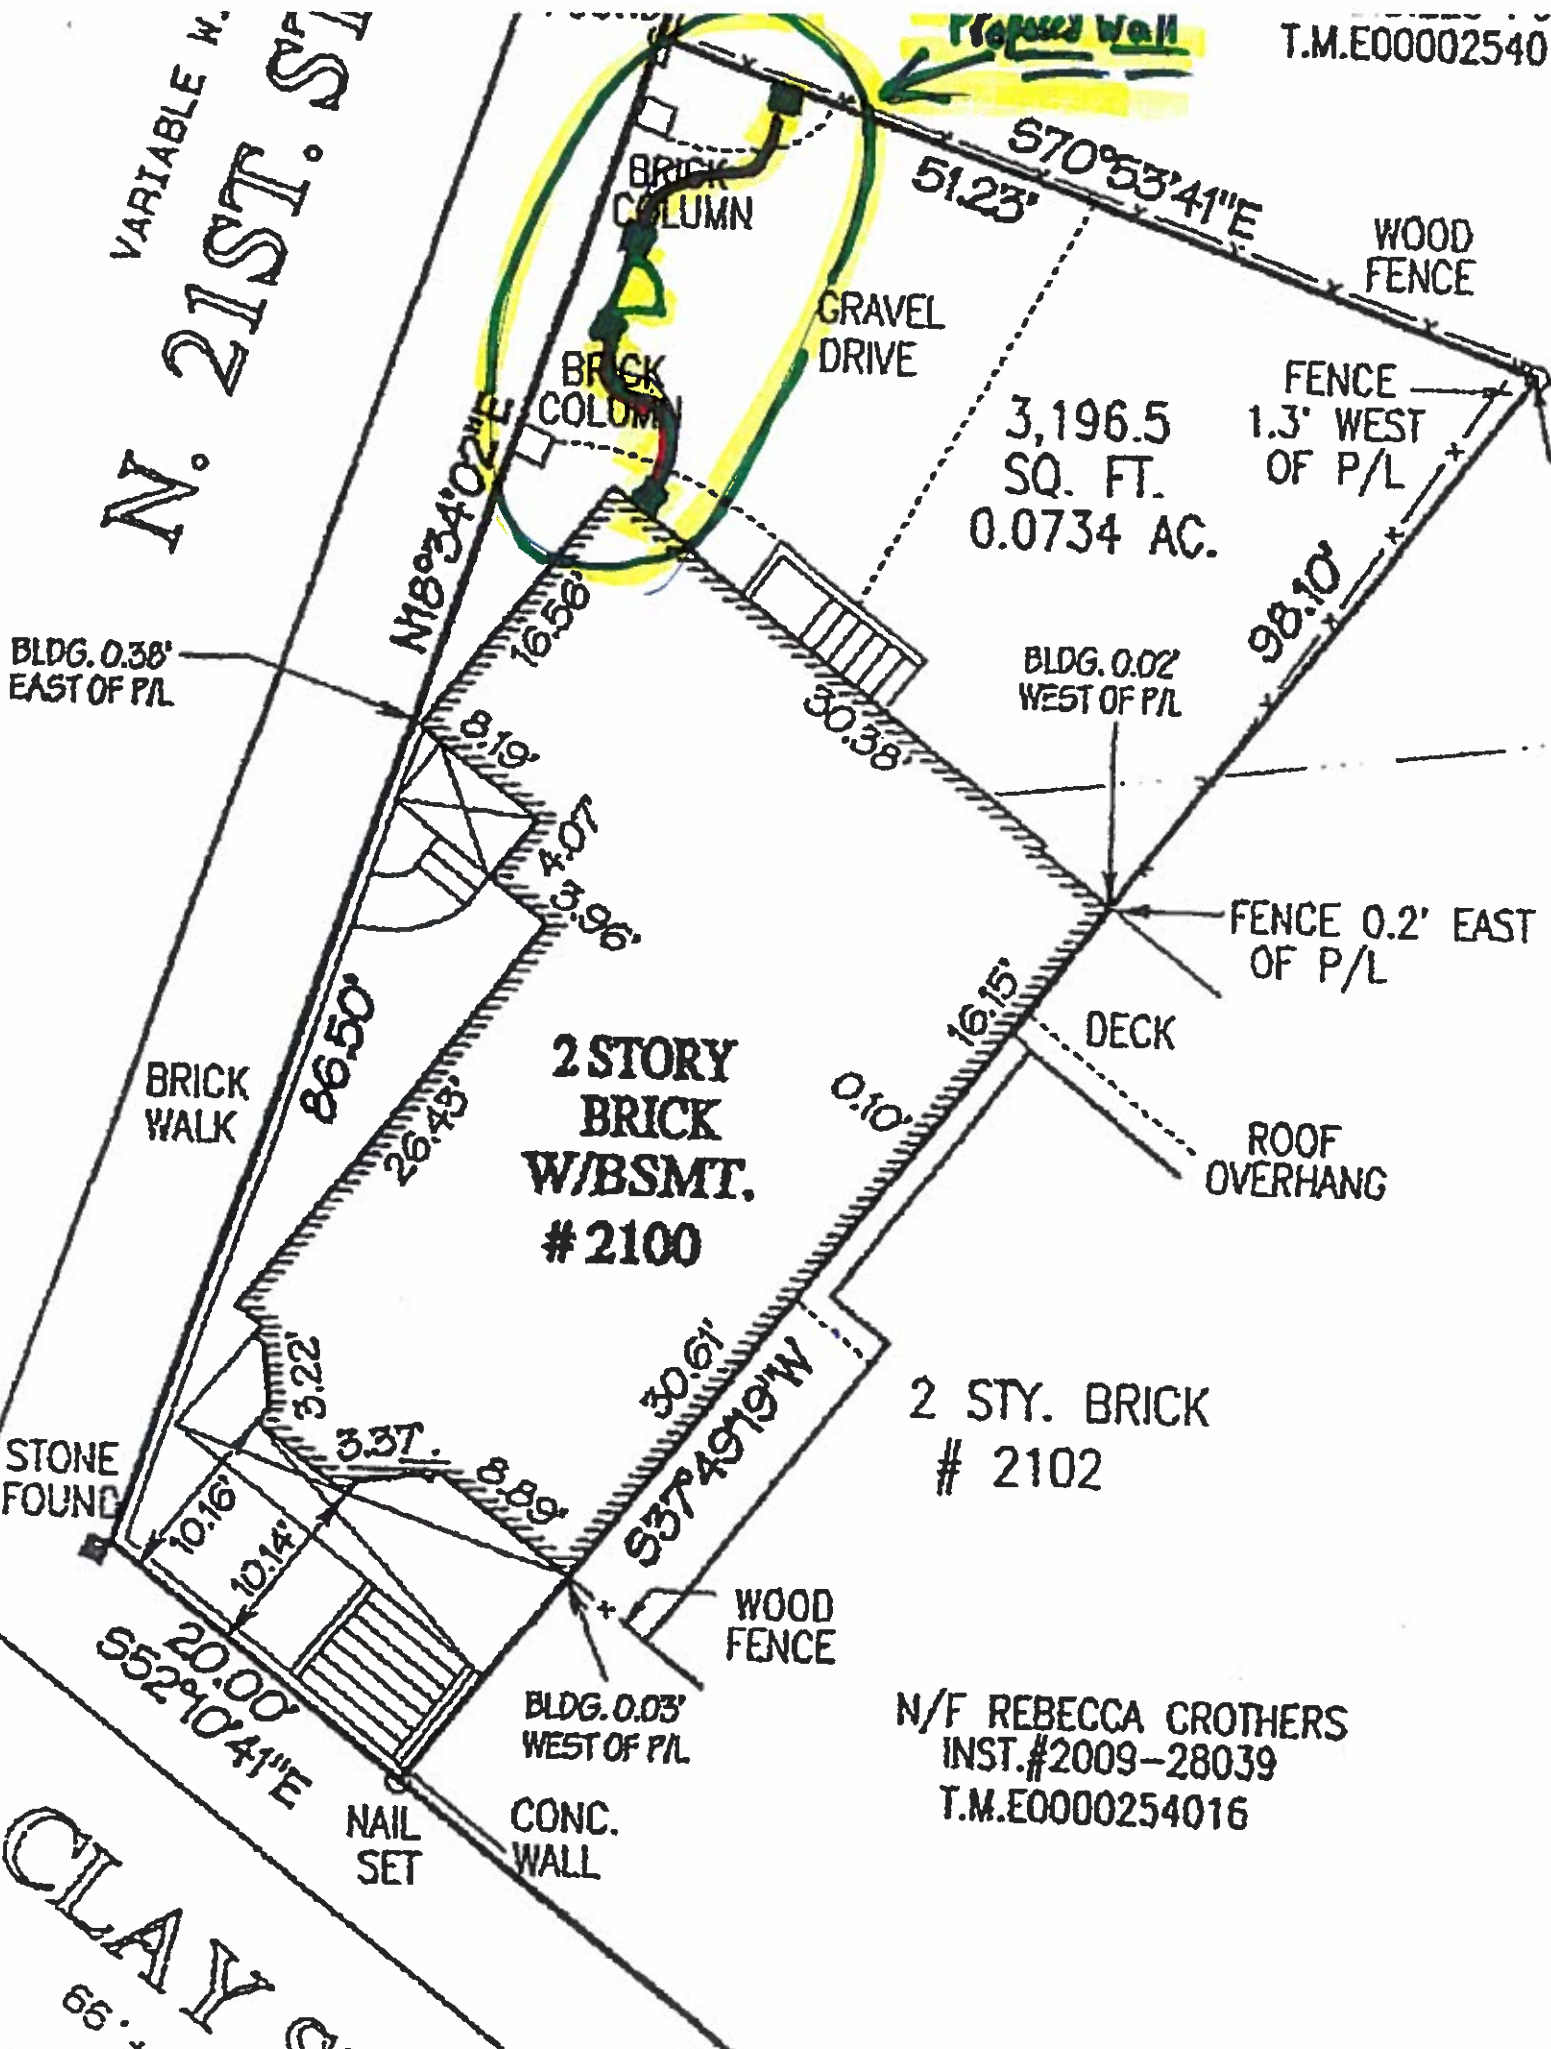 Proposed Wall
T.M.E00002540
VARIABLE W.
N. 21ST. ST
BRICK
COLUMN
S70°53'41"E
51.23'
WOOD
FENCE
GRAVEL
DRIVE
BRICK
COLUMN
FENCE
1.3' WEST
OF P/L
3,196.5
SQ. FT.
0.0734 AC.
N18°34'02"E
16.56'
98.10'
BLDG. 0.38'
EAST OF P/L
BLDG. 0.02'
WEST OF P/L
30.38'
8.19'
4.07'
3.96'
FENCE 0.2' EAST
OF P/L
16.15'
DECK
86.50'
BRICK
WALK
26.43'
2 STORY
BRICK
W/BSMT.
# 2100
0.10'
ROOF
OVERHANG
3.22'
30.61'
S37°49'19"W
2 STY. BRICK
# 2102
STONE
FOUND
3.37'
8.89'
10.16'
10.14'
WOOD
FENCE
20.00'
S52°10'41"E
BLDG. 0.03'
WEST OF P/L
N/F REBECCA CROTHERS
INST.#2009-28039
T.M.E0000254016
NAIL
SET
CONC.
WALL
CLAY S
66'